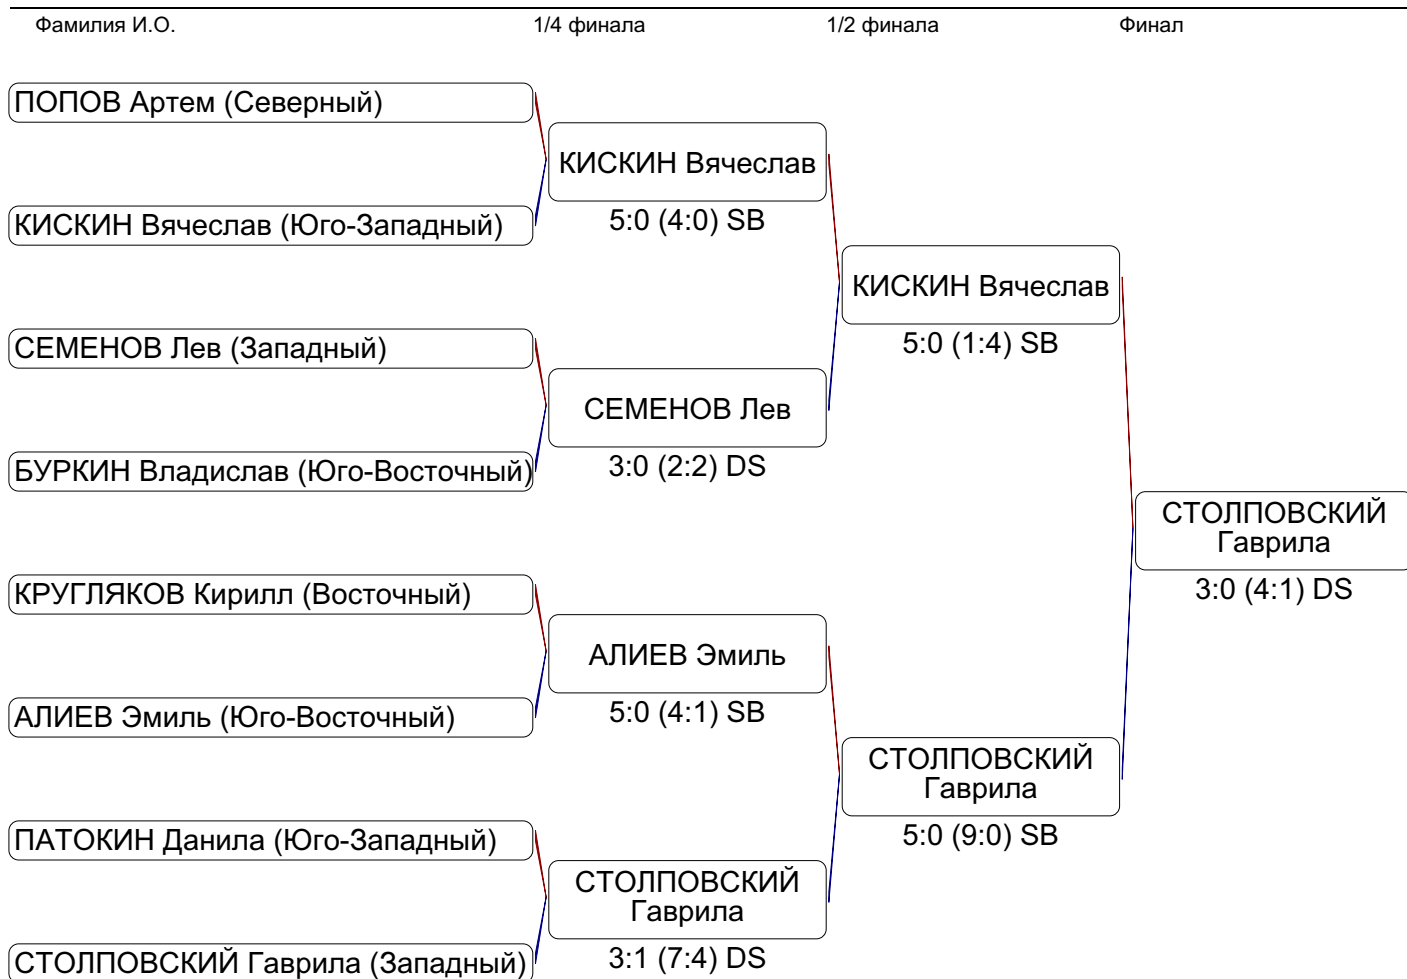 Фамилия И.О. 1/4 финала 1/2 финала Финал
ПОПОВ Артем (Северный)
КИСКИН Вячеслав
КИСКИН Вячеслав (Юго-Западный)
5:0 (4:0) SB
КИСКИН Вячеслав
СЕМЕНОВ Лев (Западный)
5:0 (1:4) SB
СЕМЕНОВ Лев
БУРКИН Владислав (Юго-Восточный)
3:0 (2:2) DS
СТОЛПОВСКИЙ
Гаврила
КРУГЛЯКОВ Кирилл (Восточный)
3:0 (4:1) DS
АЛИЕВ Эмиль
АЛИЕВ Эмиль (Юго-Восточный)
5:0 (4:1) SB
СТОЛПОВСКИЙ
Гаврила
ПАТОКИН Данила (Юго-Западный)
5:0 (9:0) SB
СТОЛПОВСКИЙ
Гаврила
СТОЛПОВСКИЙ Гаврила (Западный)
3:1 (7:4) DS